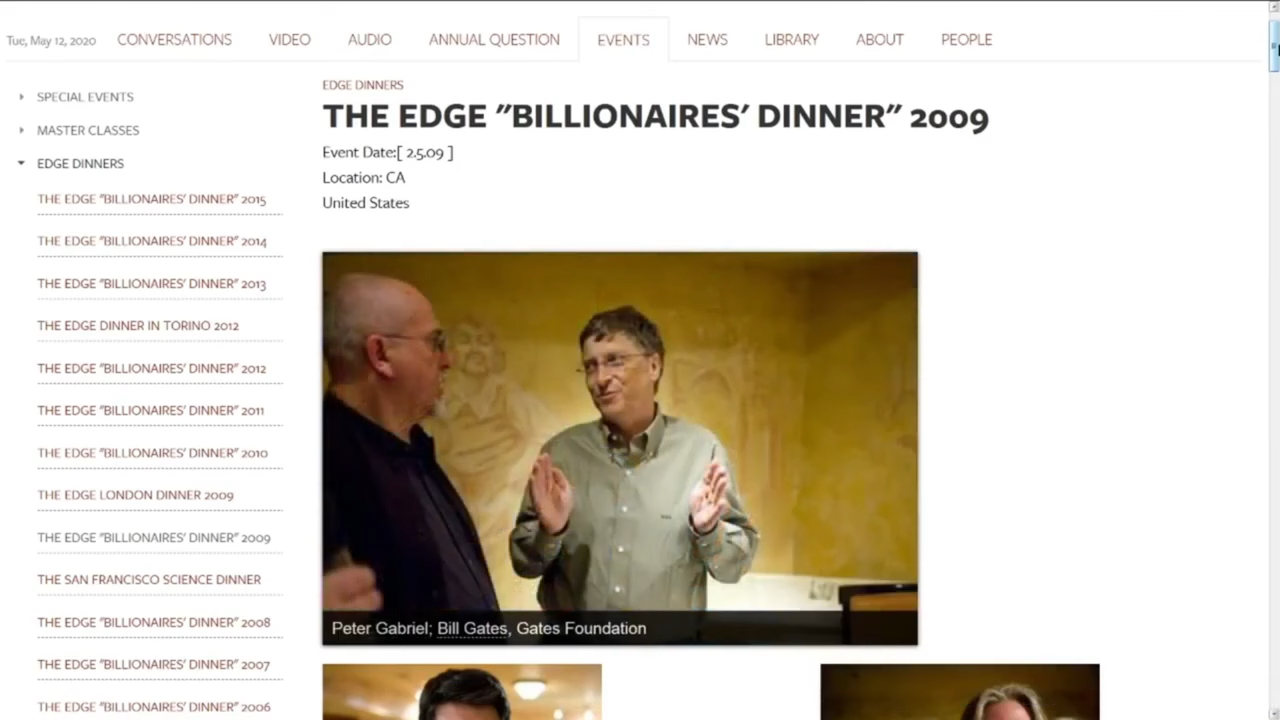 Tue, May 12, 2020
CONVERSATIONS
VIDEO
AUDIO
ANNUAL QUESTION
EVENTS
NEWS
LIBRARY
ABOUT
PEOPLE
SPECIAL EVENTS
MASTER CLASSES
EDGE DINNERS
THE EDGE "BILLIONAIRES' DINNER" 2015
THE EDGE "BILLIONAIRES' DINNER" 2014
THE EDGE "BILLIONAIRES' DINNER" 2013
THE EDGE DINNER IN TORINO 2012
THE EDGE "BILLIONAIRES' DINNER" 2012
THE EDGE "BILLIONAIRES' DINNER" 2011
THE EDGE "BILLIONAIRES' DINNER" 2010
THE EDGE LONDON DINNER 2009
THE EDGE "BILLIONAIRES' DINNER" 2009
THE SAN FRANCISCO SCIENCE DINNER
THE EDGE "BILLIONAIRES' DINNER" 2008
THE EDGE "BILLIONAIRES' DINNER" 2007
THE EDGE "BILLIONAIRES' DINNER" 2006
EDGE DINNERS
THE EDGE "BILLIONAIRES' DINNER" 2009
Event Date:[ 2.5.09 ]
Location: CA
United States
Peter Gabriel; Bill Gates, Gates Foundation